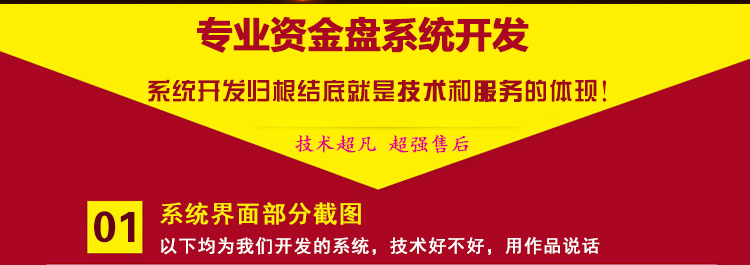 专业资金盘系统开发
系统开发归根结底就是技术和服务的体现!
技术超凡 超强售后
01
系统界面部分截图
以下均为我们开发的系统，技术好不好，用作品说话